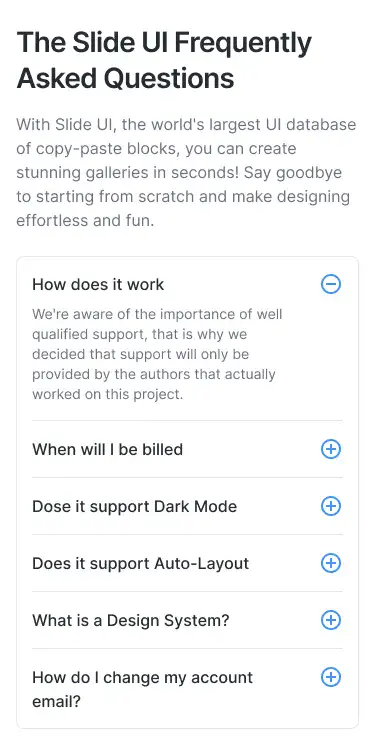 The Slide UI Frequently
Asked Questions
With Slide UI, the world's largest UI database
of copy-paste blocks, you can create
stunning galleries in seconds! Say goodbye
to starting from scratch and make designing
effortless and fun.
How does it work
We're aware of the importance of well
qualified support, that is why we
decided that support will only be
provided by the authors that actually
worked on this project.
When will I be billed
Dose it support Dark Mode
Does it support Auto-Layout
What is a Design System?
How do I change my account
email?